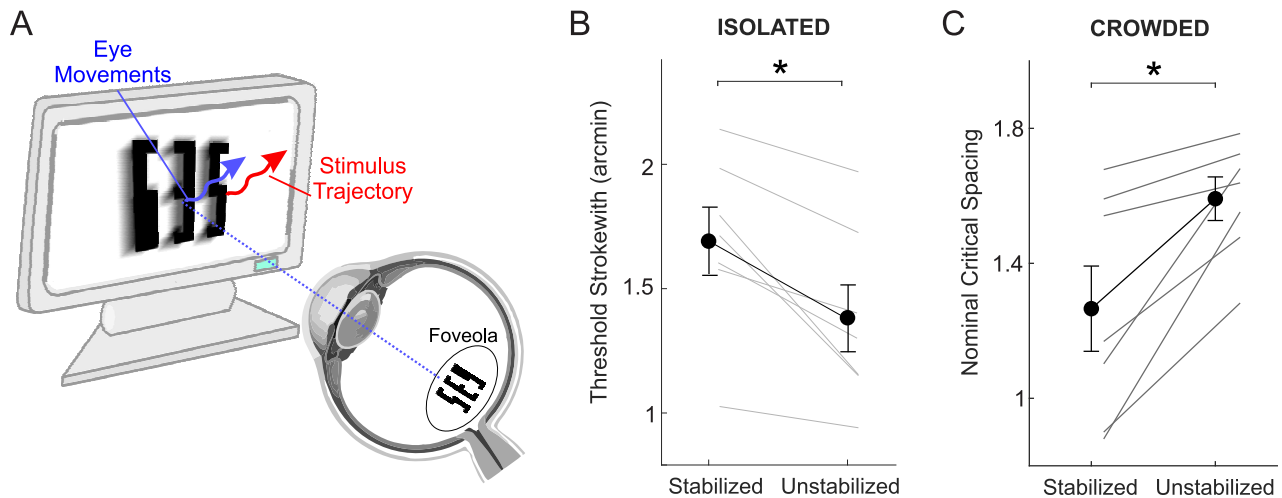 A
Eye
Movements
Stimulus
Trajectory
Foveola
B
ISOLATED
*
Threshold Strokewith (arcmin)
2
1.5
1
Stabilized Unstabilized
C
CROWDED
*
Nominal Critical Spacing
1.8
1.4
1
Stabilized Unstabilized